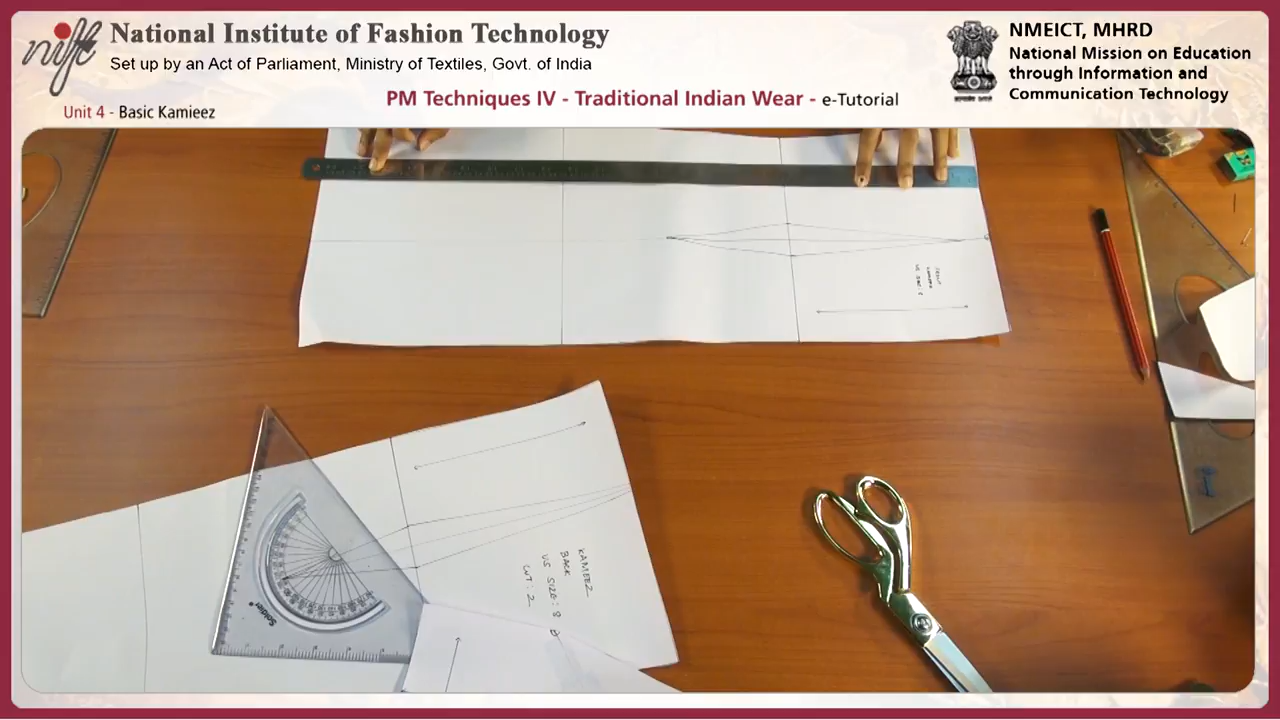 nift
National Institute of Fashion Technology
Set up by an Act of Parliament, Ministry of Textiles, Govt. of India
Unit 4 - Basic Kamieez
PM Techniques IV - Traditional Indian Wear - e-Tutorial
NMEICT, MHRD
National Mission on Education
through Information and
Communication Technology
KAMEEZ
BACK
US SIZE: 8
CUT: 2
Soldier